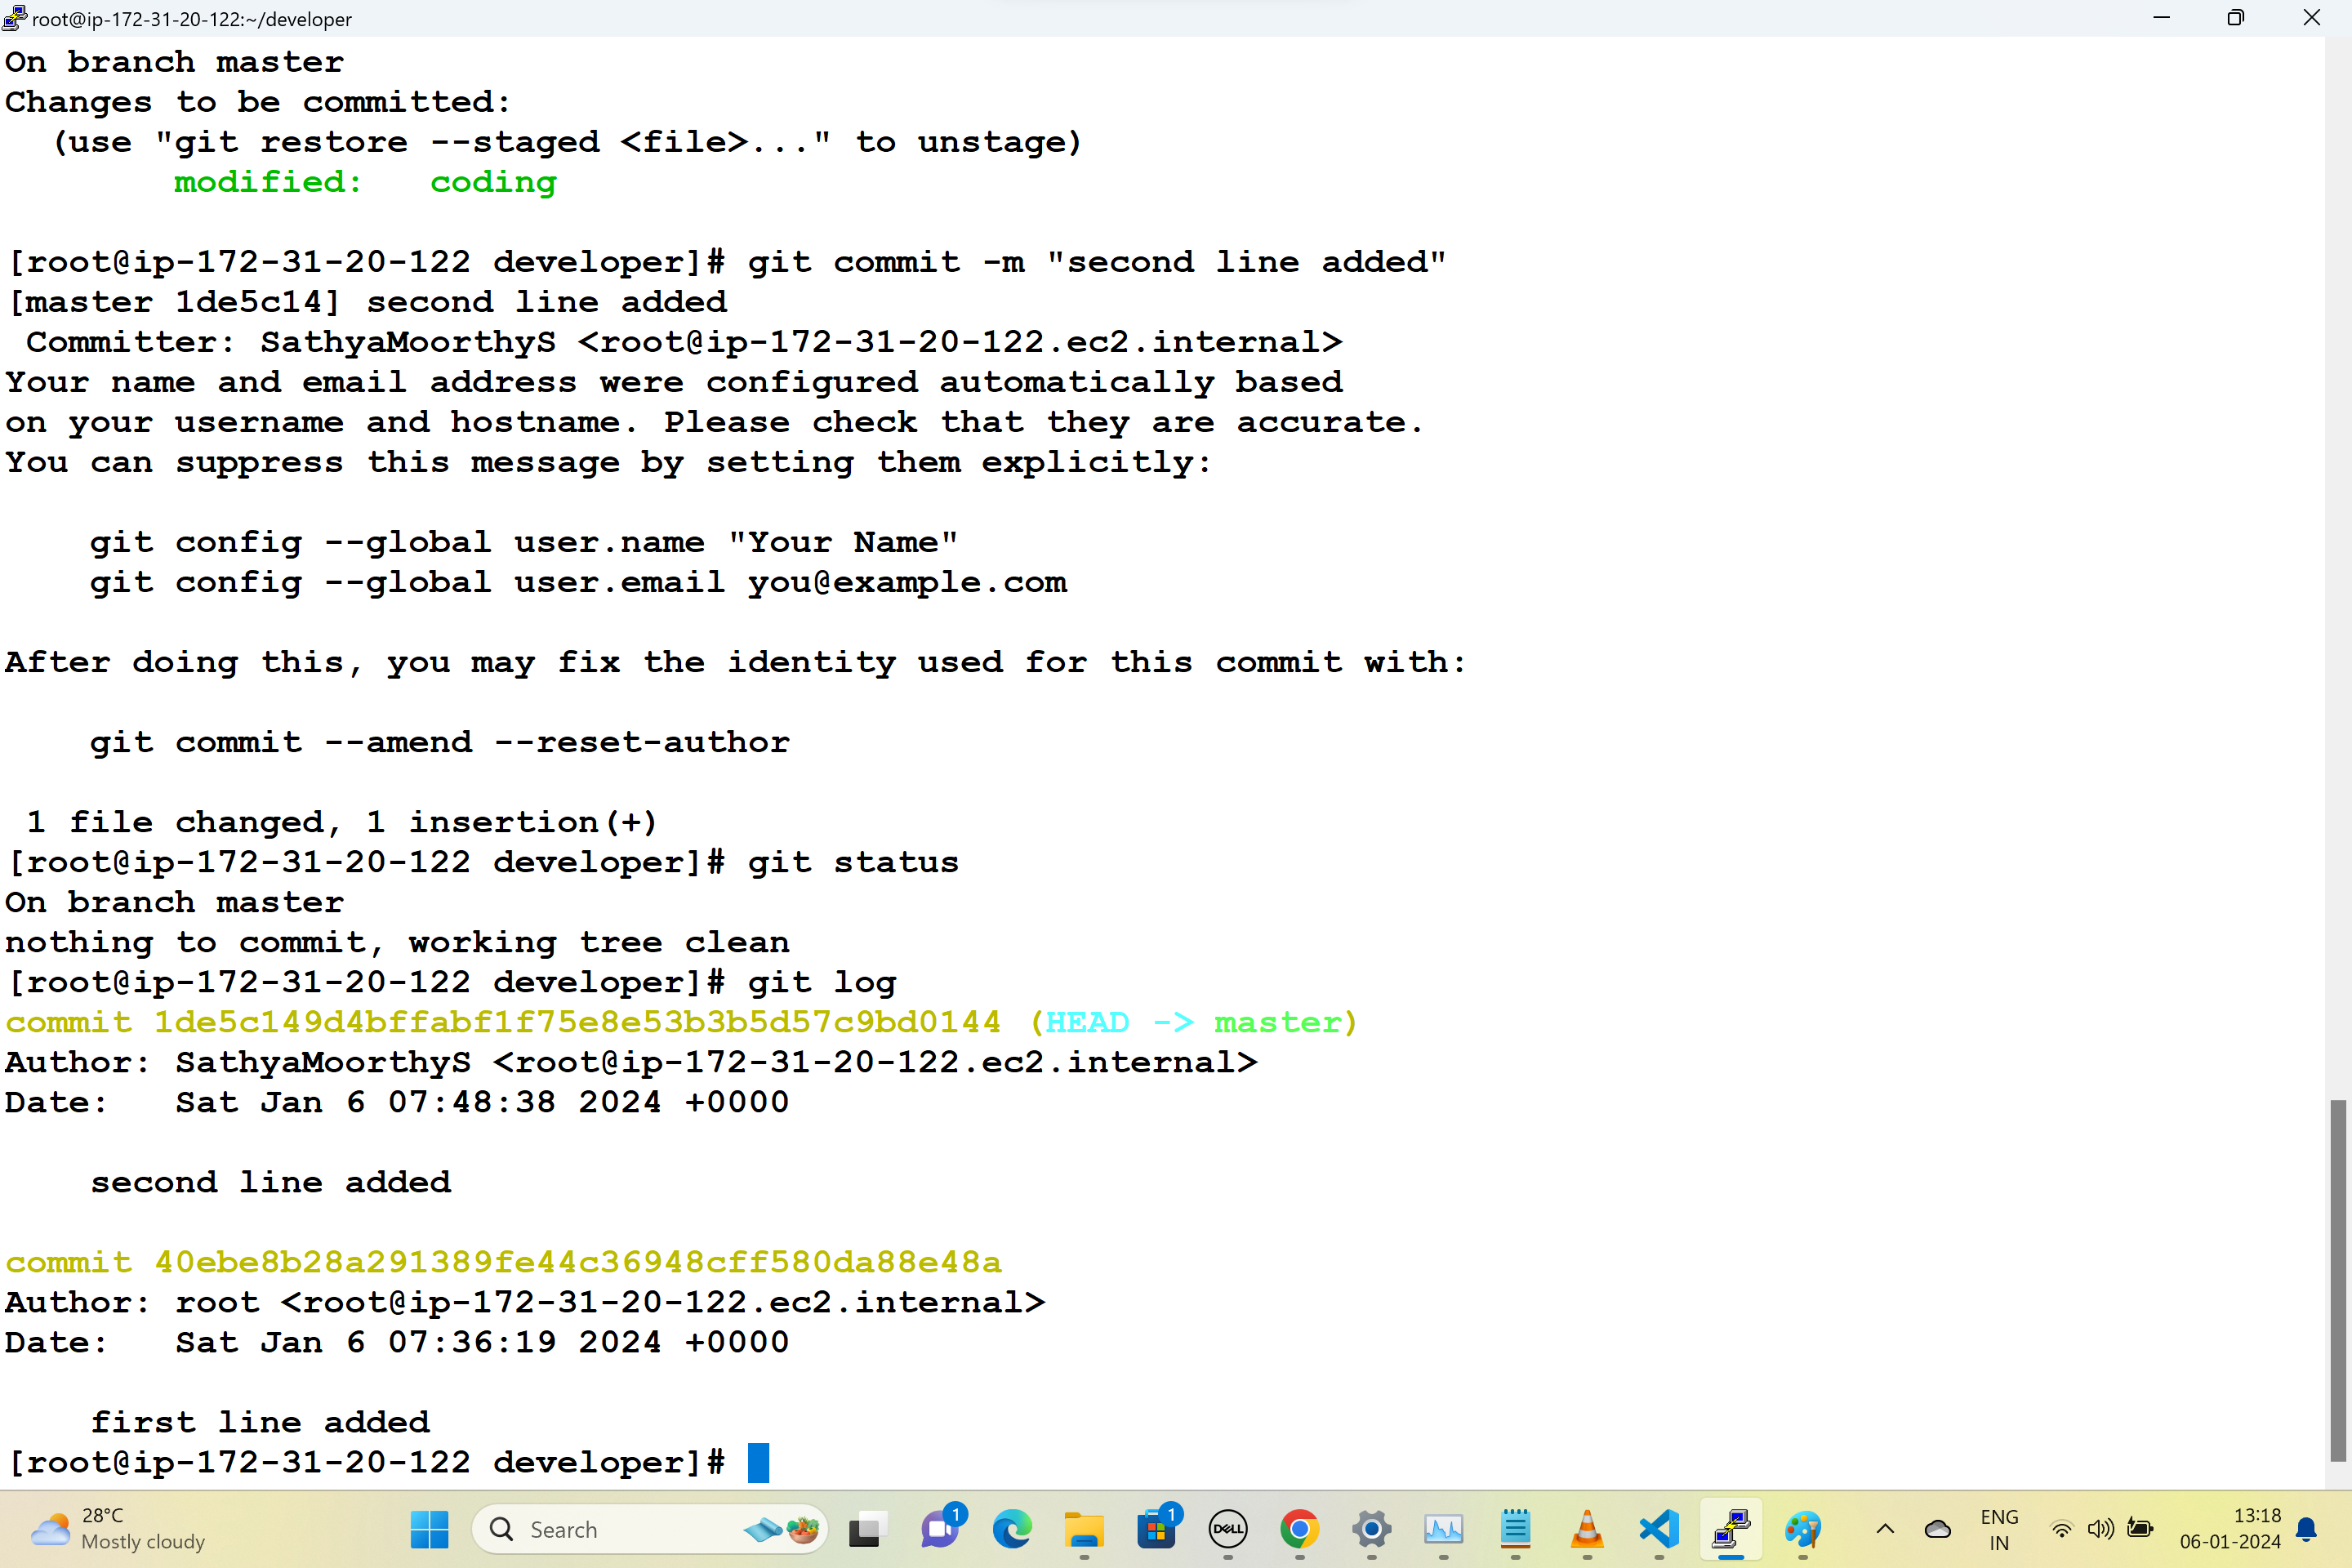 root@ip-172-31-20-122:~/developer
On branch master
Changes to be committed:
  (use "git restore --staged <file>..." to unstage)
        modified:   coding

[root@ip-172-31-20-122 developer]# git commit -m "second line added"
[master 1de5c14] second line added
 Committer: SathyaMoorthyS <root@ip-172-31-20-122.ec2.internal>
Your name and email address were configured automatically based
on your username and hostname. Please check that they are accurate.
You can suppress this message by setting them explicitly:

    git config --global user.name "Your Name"
    git config --global user.email you@example.com

After doing this, you may fix the identity used for this commit with:

    git commit --amend --reset-author

 1 file changed, 1 insertion(+)
[root@ip-172-31-20-122 developer]# git status
On branch master
nothing to commit, working tree clean
[root@ip-172-31-20-122 developer]# git log
commit 1de5c149d4bffabf1f75e8e53b3b5d57c9bd0144 (HEAD -> master)
Author: SathyaMoorthyS <root@ip-172-31-20-122.ec2.internal>
Date:   Sat Jan 6 07:48:38 2024 +0000

    second line added

commit 40ebe8b28a291389fe44c36948cff580da88e48a
Author: root <root@ip-172-31-20-122.ec2.internal>
Date:   Sat Jan 6 07:36:19 2024 +0000

    first line added
[root@ip-172-31-20-122 developer]#
28°C
Mostly cloudy
Search
1
1
DELL
ENG
IN
13:18
06-01-2024